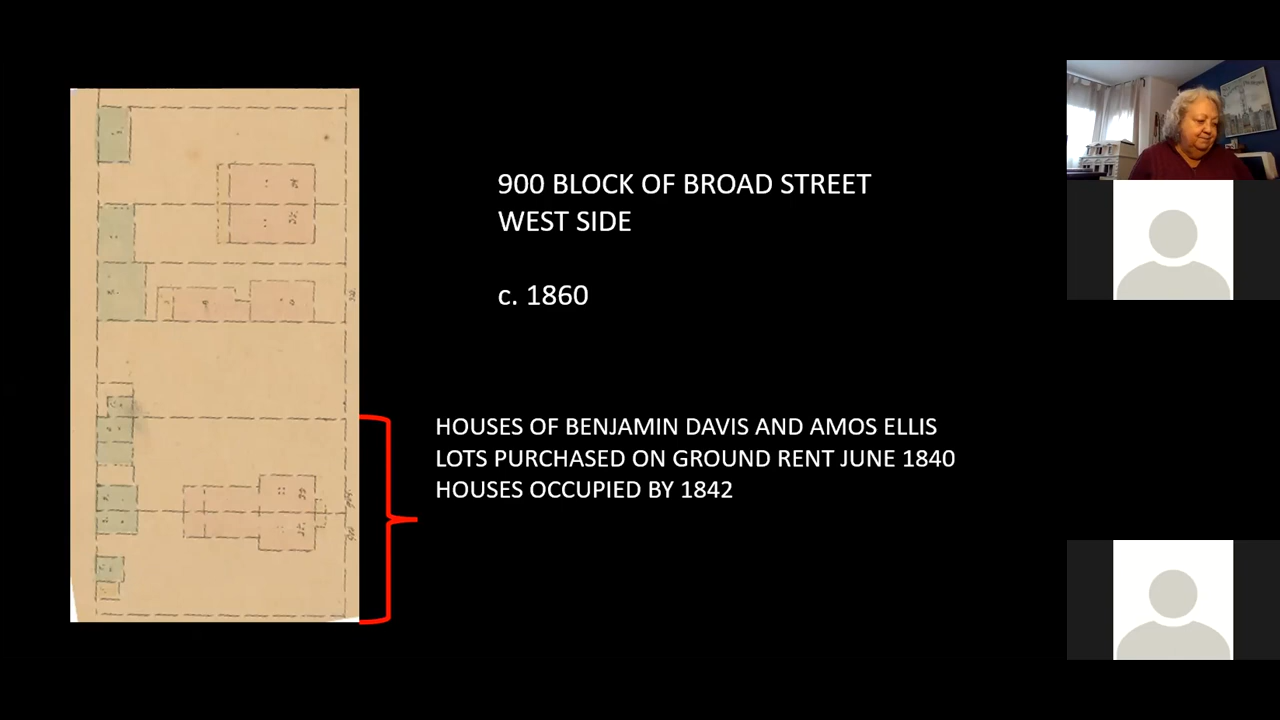 900 BLOCK OF BROAD STREET
WEST SIDE
c. 1860
HOUSES OF BENJAMIN DAVIS AND AMOS ELLIS
LOTS PURCHASED ON GROUND RENT JUNE 1840
HOUSES OCCUPIED BY 1842